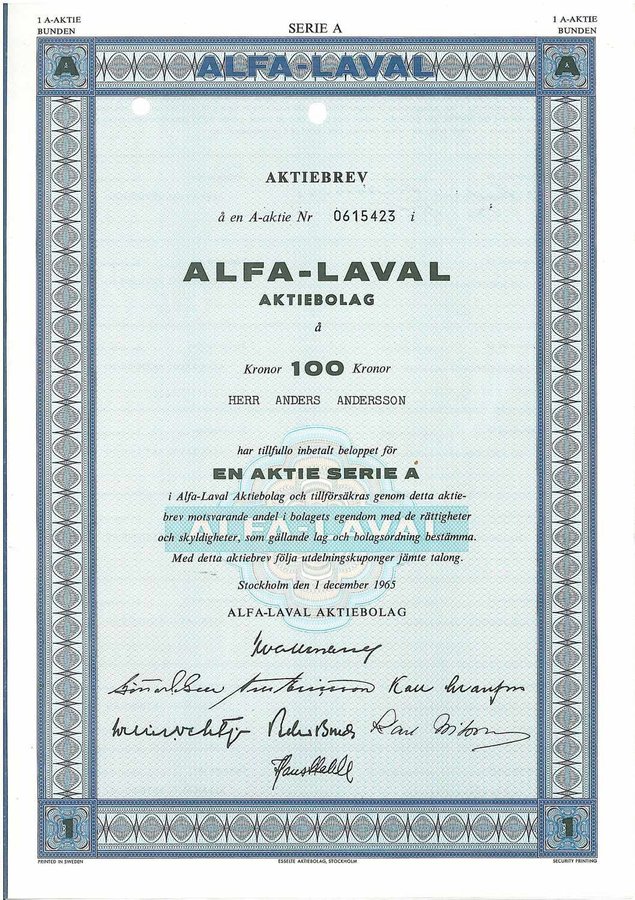 1 A-AKTIE
BUNDEN
SERIE A
1 A-AKTIE
BUNDEN
A
ALFA-LAVAL
A
AKTIEBREV
å en A-aktie Nr 0615423 i
ALFA-LAVAL
AKTIEBOLAG
å
Kronor 100 Kronor
HERR ANDERS ANDERSSON
har tillfullo inbetalt beloppet för
EN AKTIE SERIE A
i Alfa-Laval Aktiebolag och tillförsäkras genom detta aktie-
brev motsvarande andel i bolagets egendom med de rättigheter
ALFA-LAVAL
och skyldigheter, som gällande lag och bolagsordning bestämma.
Med detta aktiebrev följa utdelningskuponger jämte talong.
Stockholm den 1 december 1965
ALFA-LAVAL AKTIEBOLAG
1
1
PRINTED IN SWEDEN
ESSELTE AKTIEBOLAG, STOCKHOLM
SECURITY PRINTING